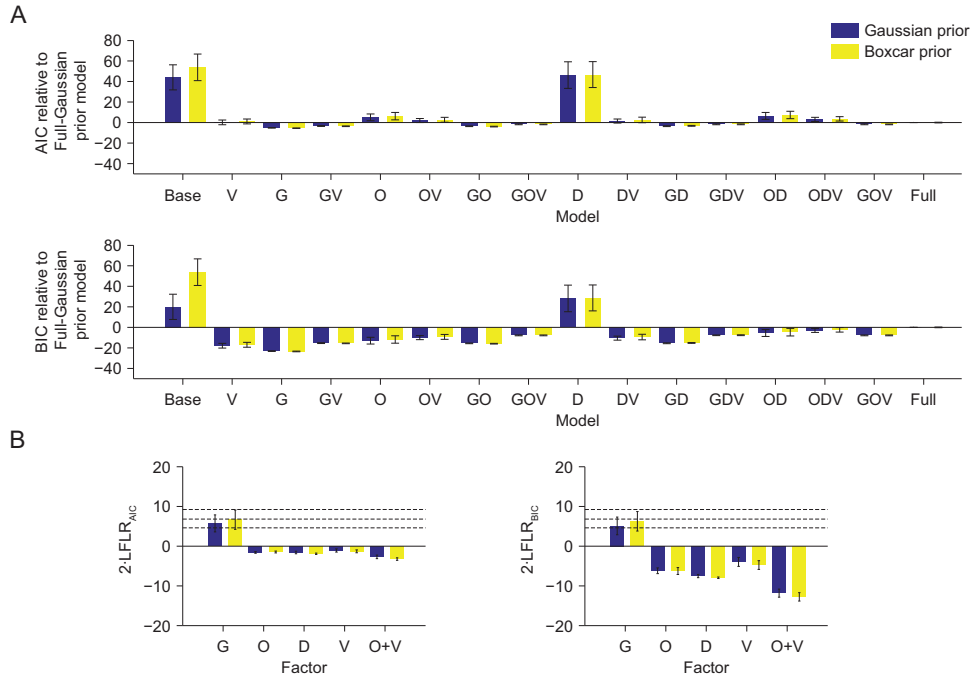 A
Gaussian prior
Boxcar prior
AIC relative to
Full-Gaussian
prior model
80
60
40
20
0
−20
−40
Base V G GV O OV GO GOV D DV GD GDV OD ODV GOV Full
Model
BIC relative to
Full-Gaussian
prior model
80
60
40
20
0
−20
−40
Base V G GV O OV GO GOV D DV GD GDV OD ODV GOV Full
Model
B
2·LFLR_AIC
20
10
0
−10
−20
G O D V O+V
Factor
2·LFLR_BIC
20
10
0
−10
−20
G O D V O+V
Factor